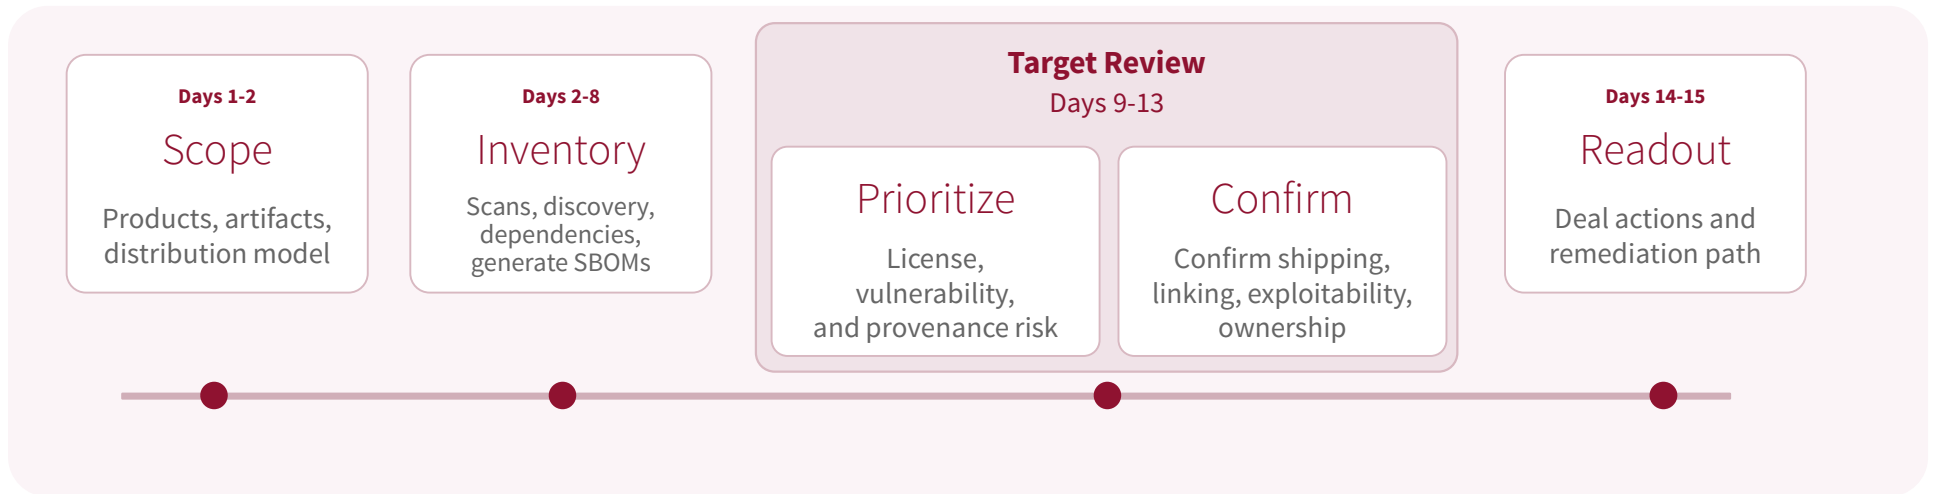 Days 1-2
Scope
Products, artifacts,
distribution model
Days 2-8
Inventory
Scans, discovery,
dependencies,
generate SBOMs
Target Review
Days 9-13
Prioritize
License,
vulnerability,
and provenance risk
Confirm
Confirm shipping,
linking, exploitability,
ownership
Days 14-15
Readout
Deal actions and
remediation path